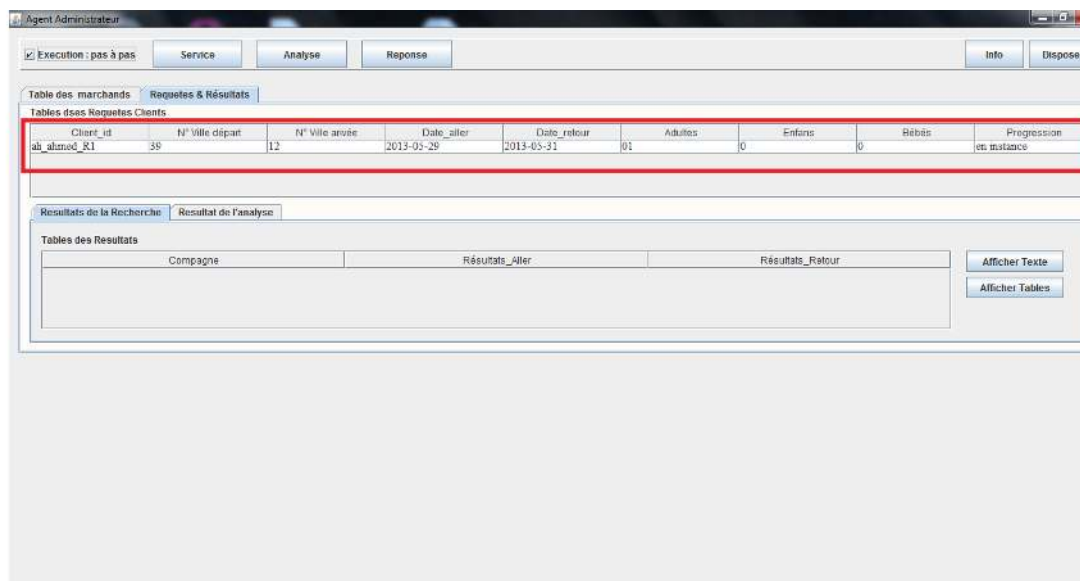 Agent Administrateur
Execution : pas à pas Service Analyse Reponse Info Dispose
Table des marchands Requetes & Résultats
Tables dses Requetes Clients
Client_id N° Ville départ N° Ville arrivée Date_aller Date_retour Adultes Enfans Bébés Progression
ah_ahmed_R1 39 12 2013-05-29 2013-05-31 01 0 0 en instance
Resultats de la Recherche Resultat de l'analyse
Tables des Resultats
Compagne Résultats_Aller Résultats_Retour
Afficher Texte
Afficher Tables